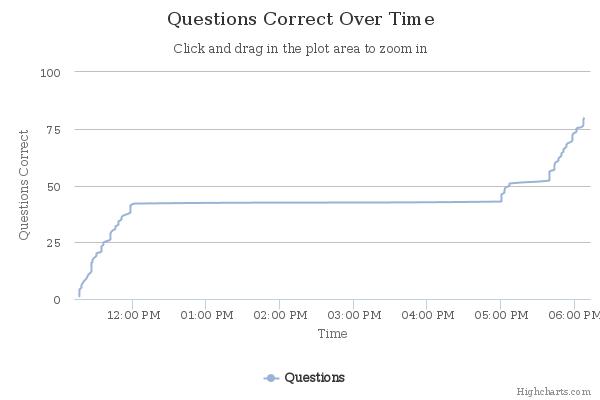 Questions Correct Over Time
Click and drag in the plot area to zoom in
Questions Correct
100
75
50
25
0
12:00 PM 01:00 PM 02:00 PM 03:00 PM 04:00 PM 05:00 PM 06:00 PM
Time
Questions
Highcharts.com